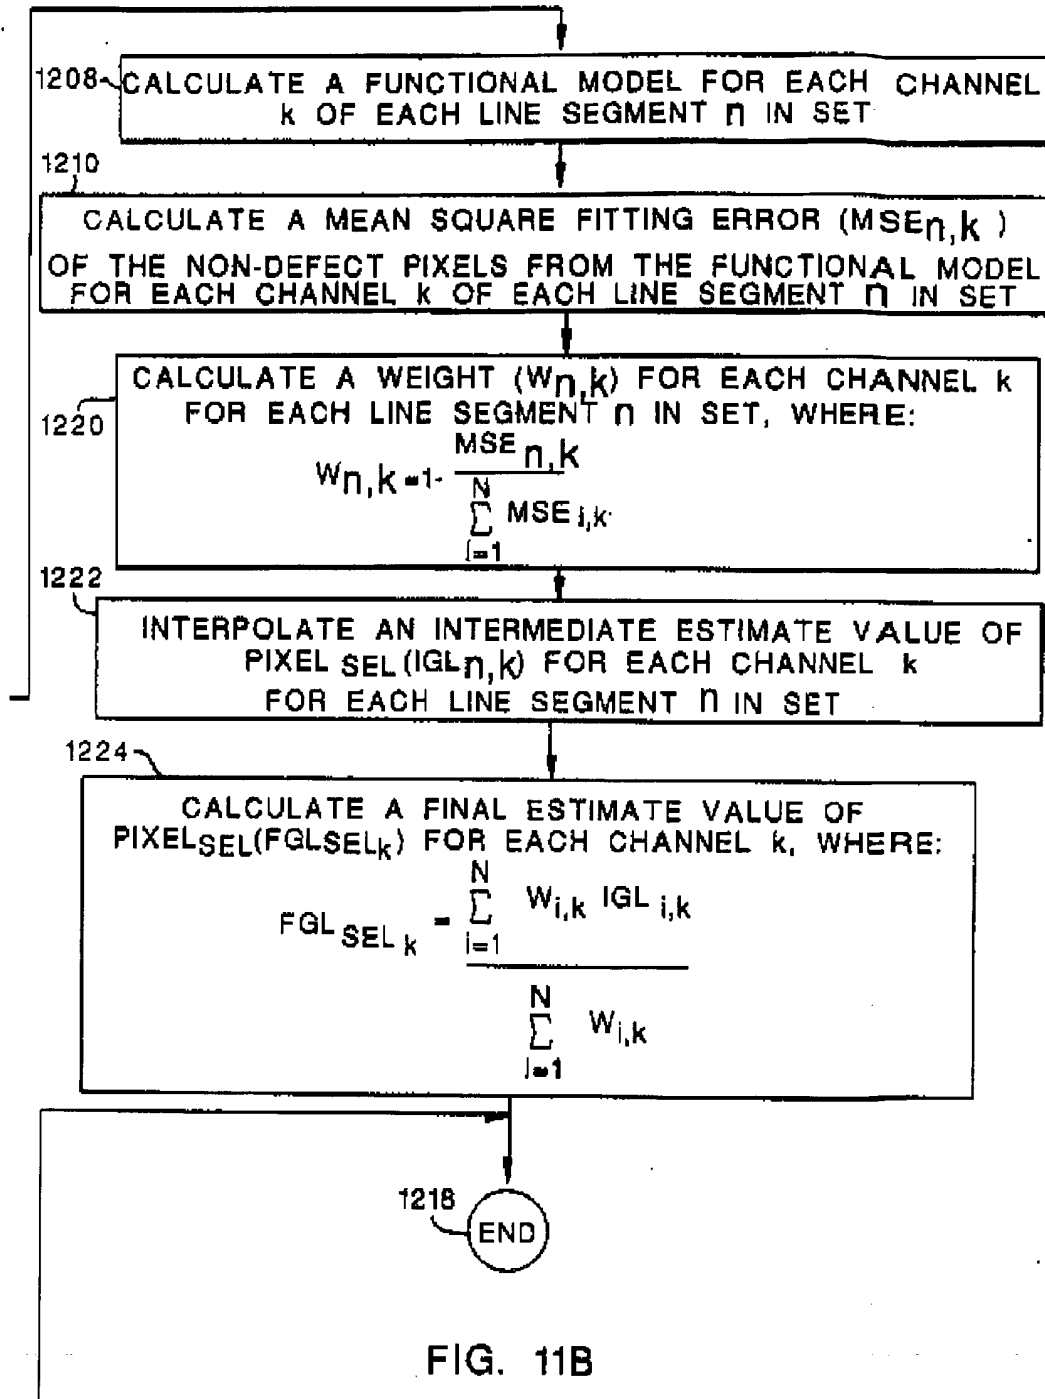 1208
CALCULATE A FUNCTIONAL MODEL FOR EACH CHANNEL
k OF EACH LINE SEGMENT n IN SET
1210
CALCULATE A MEAN SQUARE FITTING ERROR (MSEn,k )
OF THE NON-DEFECT PIXELS FROM THE FUNCTIONAL MODEL
FOR EACH CHANNEL k OF EACH LINE SEGMENT n IN SET
1220
CALCULATE A WEIGHT (Wn,k) FOR EACH CHANNEL k
FOR EACH LINE SEGMENT n IN SET, WHERE:
MSE n,k
Wn,k =1-
N
∑ MSE i,k
i=1
1222
INTERPOLATE AN INTERMEDIATE ESTIMATE VALUE OF
PIXEL SEL (IGLn,k) FOR EACH CHANNEL k
FOR EACH LINE SEGMENT n IN SET
1224
CALCULATE A FINAL ESTIMATE VALUE OF
PIXELSEL(FGLSELk) FOR EACH CHANNEL k, WHERE:
N
FGL SEL k = ∑ Wi,k IGL i,k
i=1
N
∑ Wi,k
i=1
1218
END
FIG. 11B